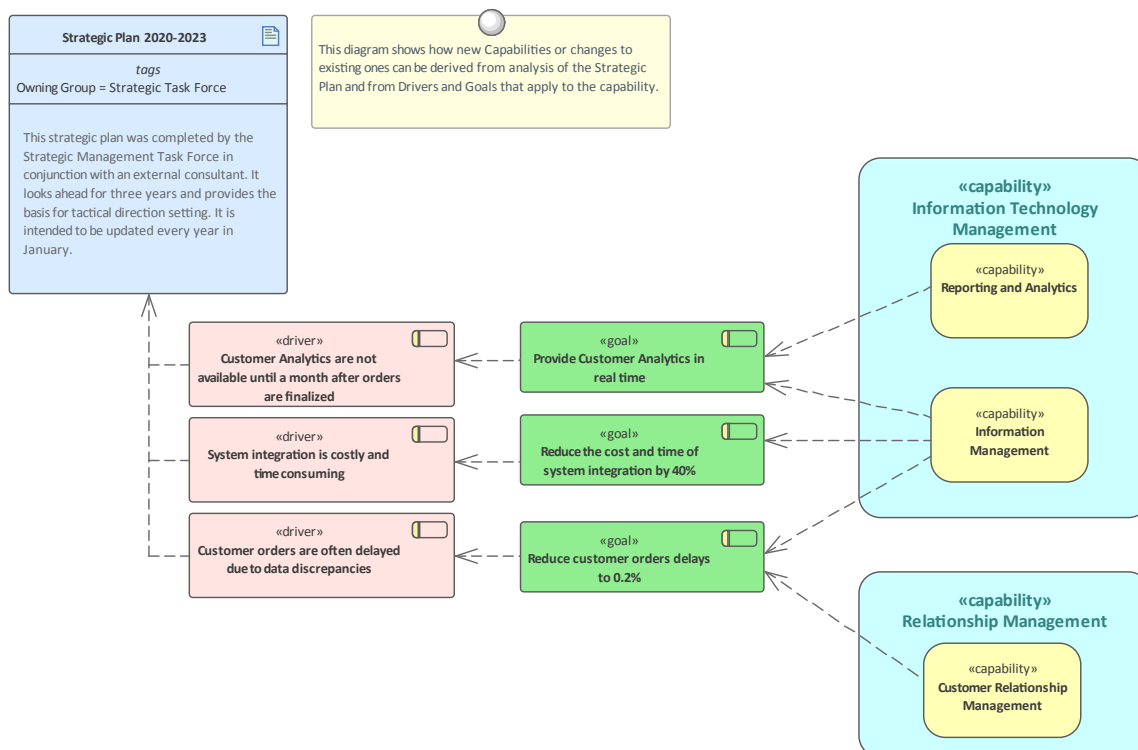 Strategic Plan 2020-2023
tags
Owning Group = Strategic Task Force
This strategic plan was completed by the
Strategic Management Task Force in
conjunction with an external consultant. It
looks ahead for three years and provides the
basis for tactical direction setting. It is
intended to be updated every year in
January.
This diagram shows how new Capabilities or changes to
existing ones can be derived from analysis of the Strategic
Plan and from Drivers and Goals that apply to the capability.
«driver»
Customer Analytics are not
available until a month after orders
are finalized
«driver»
System integration is costly and
time consuming
«driver»
Customer orders are often delayed
due to data discrepancies
«goal»
Provide Customer Analytics in
real time
«goal»
Reduce the cost and time of
system integration by 40%
«goal»
Reduce customer orders delays
to 0.2%
«capability»
Information Technology
Management
«capability»
Reporting and Analytics
«capability»
Information
Management
«capability»
Relationship Management
«capability»
Customer Relationship
Management